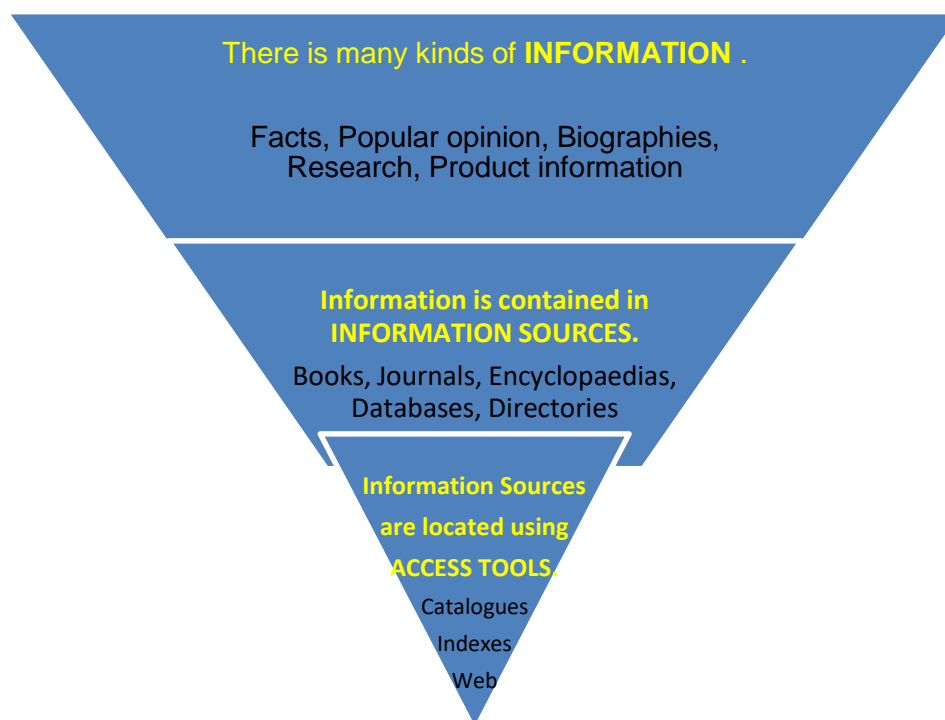 There is many kinds of INFORMATION .
Facts, Popular opinion, Biographies,
Research, Product information
Information is contained in
INFORMATION SOURCES.
Books, Journals, Encyclopaedias,
Databases, Directories
Information Sources
are located using
ACCESS TOOLS.
Catalogues
Indexes
Web